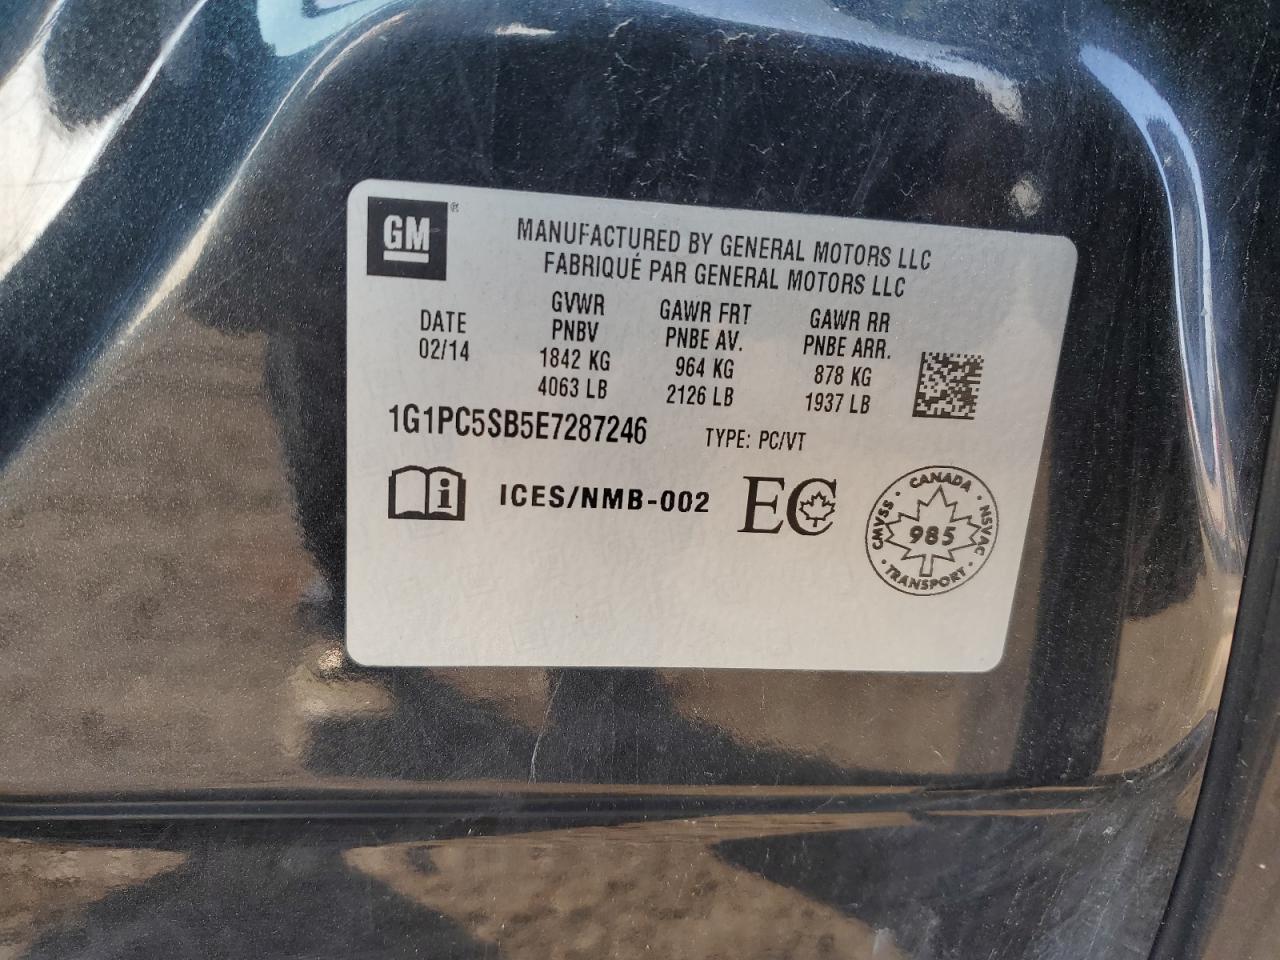 GM ®
MANUFACTURED BY GENERAL MOTORS LLC
FABRIQUÉ PAR GENERAL MOTORS LLC
DATE
02/14
GVWR
PNBV
1842 KG
4063 LB
GAWR FRT
PNBE AV.
964 KG
2126 LB
GAWR RR
PNBE ARR.
878 KG
1937 LB
1G1PC5SB5E7287246 TYPE: PC/VT
i ICES/NMB-002 EC
CANADA
CMVSS · NSVAC
985
TRANSPORT